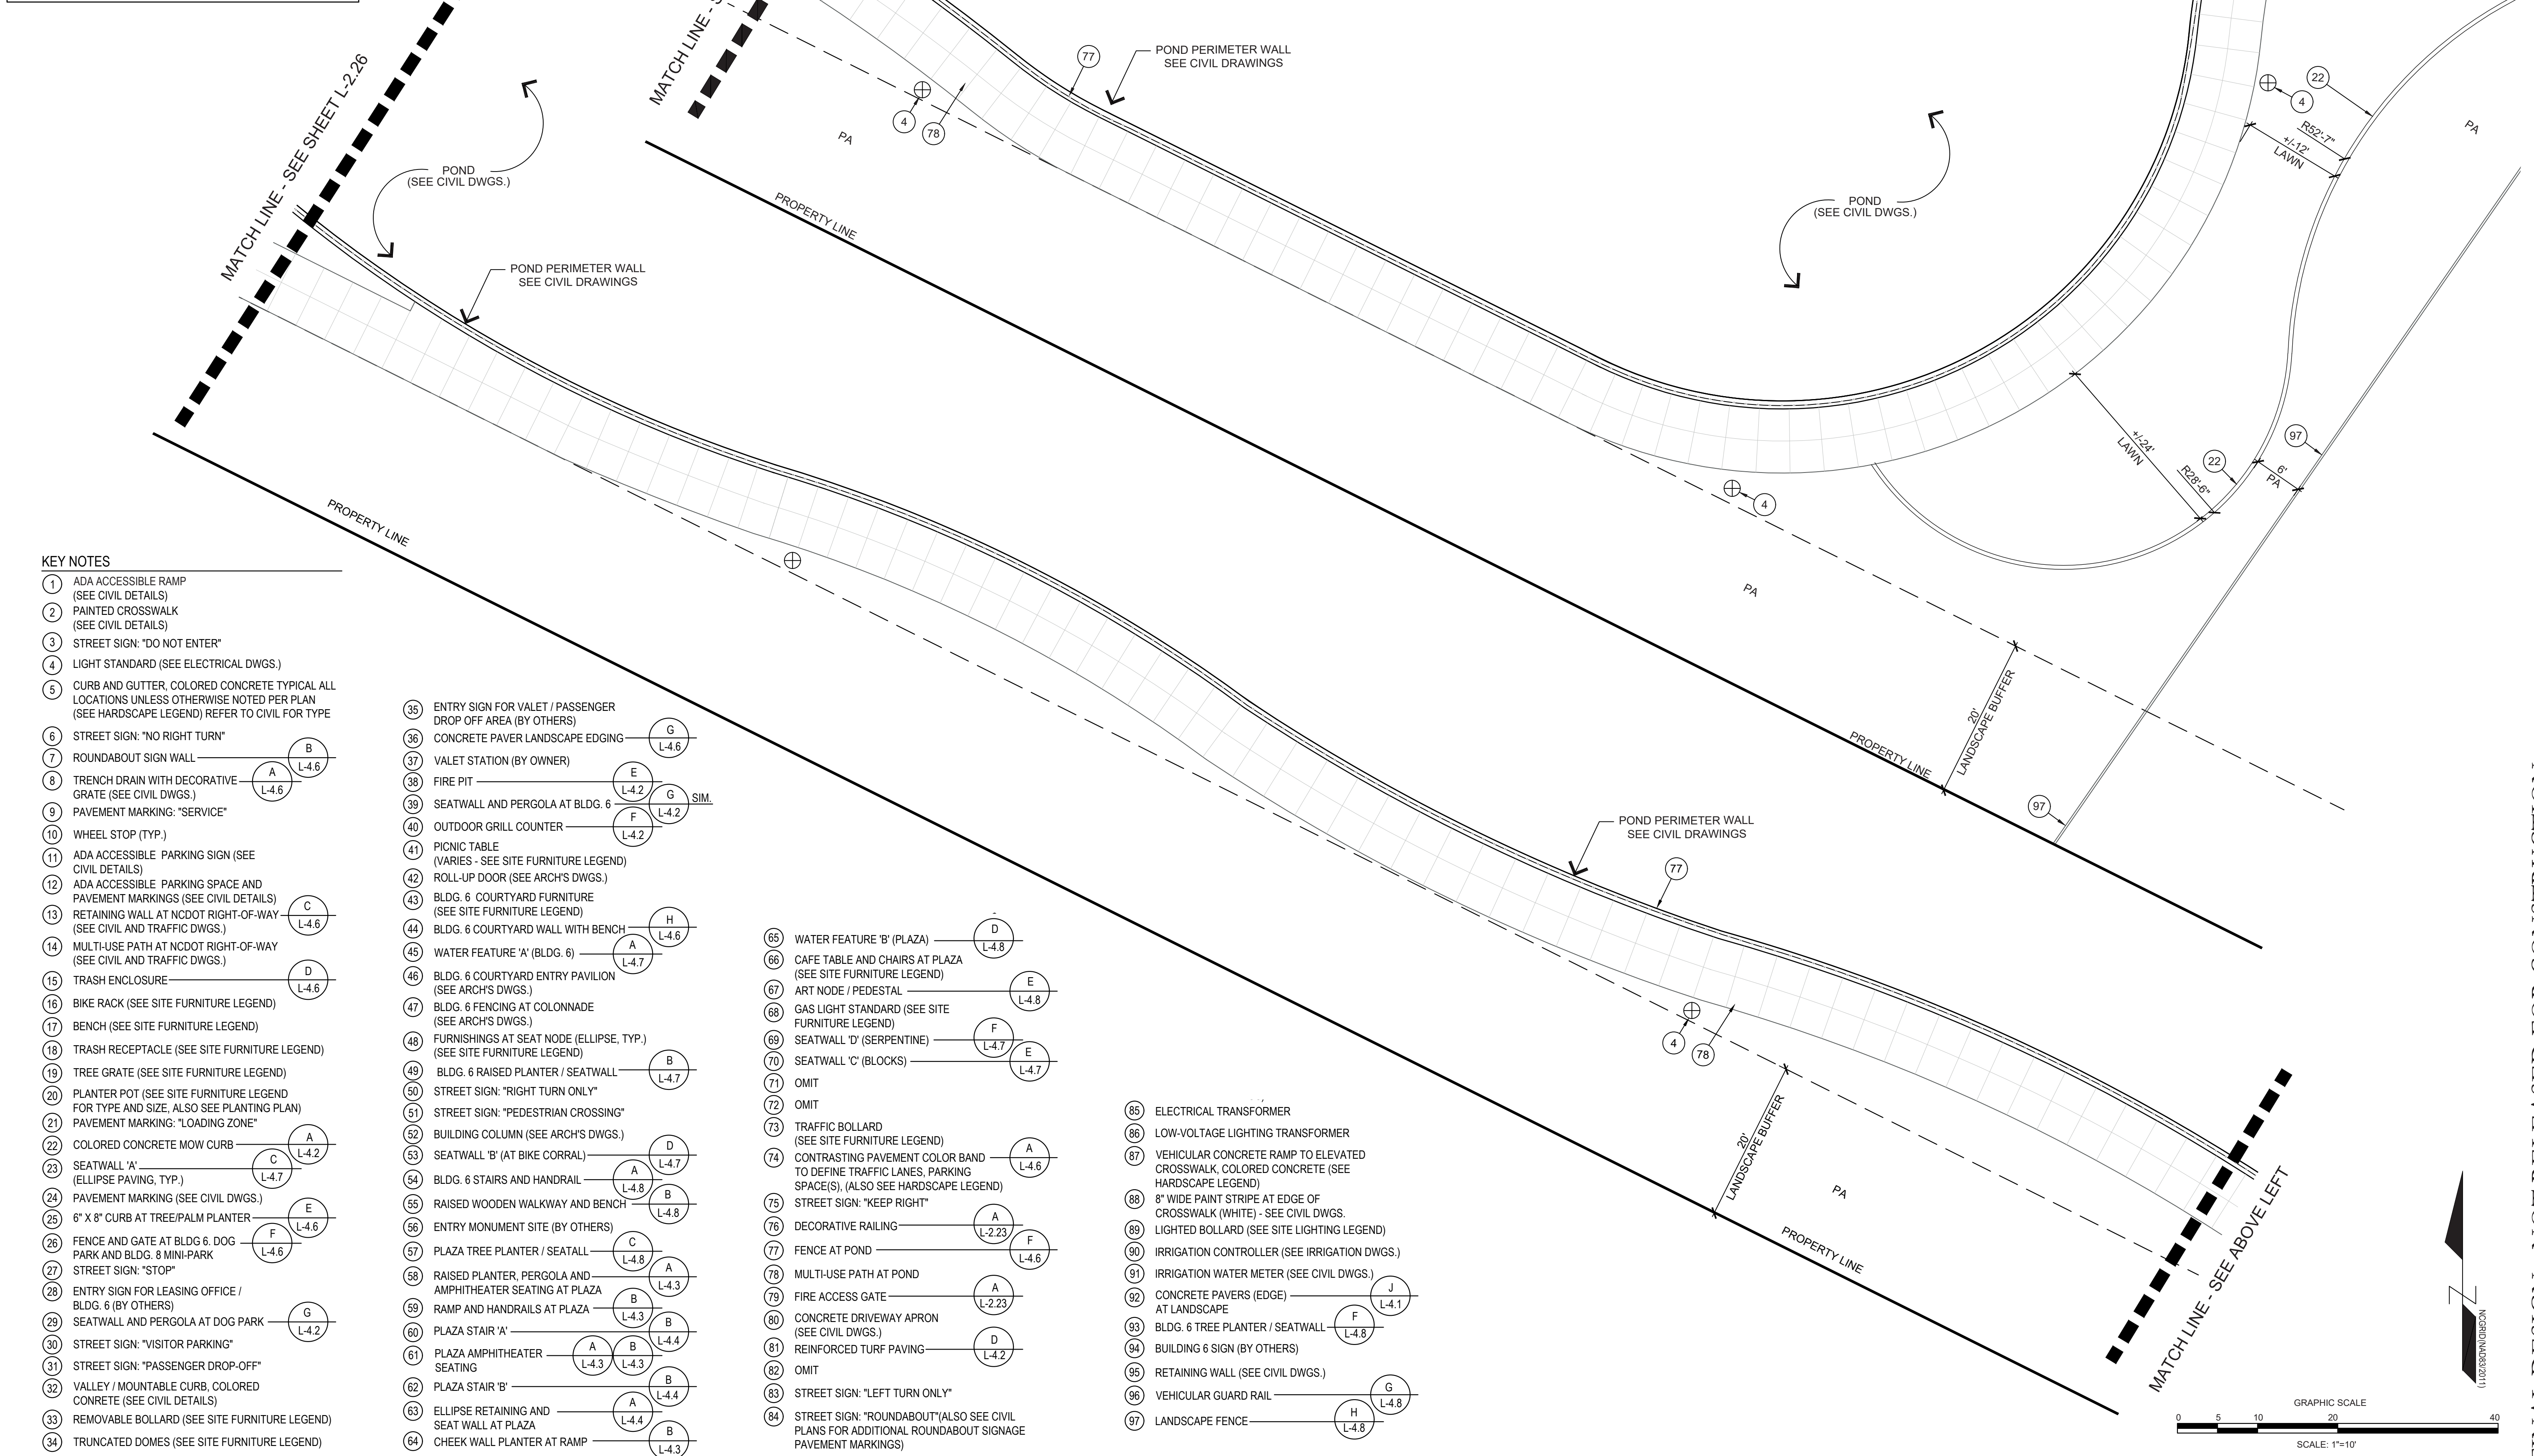 MATCH LINE - SEE SHEET L-2.26
MATCH LINE - S
77
POND PERIMETER WALL
SEE CIVIL DRAWINGS
4
78
PA
POND
(SEE CIVIL DWGS.)
PROPERTY LINE
POND PERIMETER WALL
SEE CIVIL DRAWINGS
POND
(SEE CIVIL DWGS.)
22
4
R52'-7"
+/-12'
LAWN
PA
97
22
+/-24'
LAWN
R28'-6"
6'
PA
4
PA
PROPERTY LINE
20'
LANDSCAPE BUFFER
PROPERTY LINE
97
POND PERIMETER WALL
SEE CIVIL DRAWINGS
77
4
78
20'
LANDSCAPE BUFFER
PA
PROPERTY LINE
MATCH LINE - SEE ABOVE LEFT
KEY NOTES
1 ADA ACCESSIBLE RAMP
(SEE CIVIL DETAILS)
2 PAINTED CROSSWALK
(SEE CIVIL DETAILS)
3 STREET SIGN: "DO NOT ENTER"
4 LIGHT STANDARD (SEE ELECTRICAL DWGS.)
5 CURB AND GUTTER, COLORED CONCRETE TYPICAL ALL
LOCATIONS UNLESS OTHERWISE NOTED PER PLAN
(SEE HARDSCAPE LEGEND) REFER TO CIVIL FOR TYPE
6 STREET SIGN: "NO RIGHT TURN"
7 ROUNDABOUT SIGN WALL B L-4.6
8 TRENCH DRAIN WITH DECORATIVE A L-4.6
GRATE (SEE CIVIL DWGS.)
9 PAVEMENT MARKING: "SERVICE"
10 WHEEL STOP (TYP.)
11 ADA ACCESSIBLE PARKING SIGN (SEE
CIVIL DETAILS)
12 ADA ACCESSIBLE PARKING SPACE AND
PAVEMENT MARKINGS (SEE CIVIL DETAILS)
13 RETAINING WALL AT NCDOT RIGHT-OF-WAY C L-4.6
(SEE CIVIL AND TRAFFIC DWGS.)
14 MULTI-USE PATH AT NCDOT RIGHT-OF-WAY
(SEE CIVIL AND TRAFFIC DWGS.)
15 TRASH ENCLOSURE D L-4.6
16 BIKE RACK (SEE SITE FURNITURE LEGEND)
17 BENCH (SEE SITE FURNITURE LEGEND)
18 TRASH RECEPTACLE (SEE SITE FURNITURE LEGEND)
19 TREE GRATE (SEE SITE FURNITURE LEGEND)
20 PLANTER POT (SEE SITE FURNITURE LEGEND
FOR TYPE AND SIZE, ALSO SEE PLANTING PLAN)
21 PAVEMENT MARKING: "LOADING ZONE"
22 COLORED CONCRETE MOW CURB A L-4.2
23 SEATWALL 'A' C L-4.7
(ELLIPSE PAVING, TYP.)
24 PAVEMENT MARKING (SEE CIVIL DWGS.)
25 6" X 8" CURB AT TREE/PALM PLANTER E L-4.6
26 FENCE AND GATE AT BLDG 6. DOG F L-4.6
PARK AND BLDG. 8 MINI-PARK
27 STREET SIGN: "STOP"
28 ENTRY SIGN FOR LEASING OFFICE /
BLDG. 6 (BY OTHERS)
29 SEATWALL AND PERGOLA AT DOG PARK G L-4.2
30 STREET SIGN: "VISITOR PARKING"
31 STREET SIGN: "PASSENGER DROP-OFF"
32 VALLEY / MOUNTABLE CURB, COLORED
CONRETE (SEE CIVIL DETAILS)
33 REMOVABLE BOLLARD (SEE SITE FURNITURE LEGEND)
34 TRUNCATED DOMES (SEE SITE FURNITURE LEGEND)
35 ENTRY SIGN FOR VALET / PASSENGER
DROP OFF AREA (BY OTHERS)
36 CONCRETE PAVER LANDSCAPE EDGING G L-4.6
37 VALET STATION (BY OWNER)
38 FIRE PIT E L-4.2
39 SEATWALL AND PERGOLA AT BLDG. 6 G L-4.2 SIM.
40 OUTDOOR GRILL COUNTER F L-4.2
41 PICNIC TABLE
(VARIES - SEE SITE FURNITURE LEGEND)
42 ROLL-UP DOOR (SEE ARCH'S DWGS.)
43 BLDG. 6 COURTYARD FURNITURE
(SEE SITE FURNITURE LEGEND)
44 BLDG. 6 COURTYARD WALL WITH BENCH H L-4.6
45 WATER FEATURE 'A' (BLDG. 6) A L-4.7
46 BLDG. 6 COURTYARD ENTRY PAVILION
(SEE ARCH'S DWGS.)
47 BLDG. 6 FENCING AT COLONNADE
(SEE ARCH'S DWGS.)
48 FURNISHINGS AT SEAT NODE (ELLIPSE, TYP.)
(SEE SITE FURNITURE LEGEND)
49 BLDG. 6 RAISED PLANTER / SEATWALL B L-4.7
50 STREET SIGN: "RIGHT TURN ONLY"
51 STREET SIGN: "PEDESTRIAN CROSSING"
52 BUILDING COLUMN (SEE ARCH'S DWGS.)
53 SEATWALL 'B' (AT BIKE CORRAL) D L-4.7
54 BLDG. 6 STAIRS AND HANDRAIL A L-4.8
55 RAISED WOODEN WALKWAY AND BENCH B L-4.8
56 ENTRY MONUMENT SITE (BY OTHERS)
57 PLAZA TREE PLANTER / SEATALL C L-4.8
58 RAISED PLANTER, PERGOLA AND A L-4.3
AMPHITHEATER SEATING AT PLAZA
59 RAMP AND HANDRAILS AT PLAZA B L-4.3
60 PLAZA STAIR 'A' B L-4.4
61 PLAZA AMPHITHEATER A L-4.3 B L-4.3
SEATING
62 PLAZA STAIR 'B' B L-4.4
63 ELLIPSE RETAINING AND A L-4.4
SEAT WALL AT PLAZA
64 CHEEK WALL PLANTER AT RAMP B L-4.3
65 WATER FEATURE 'B' (PLAZA) D L-4.8
66 CAFE TABLE AND CHAIRS AT PLAZA
(SEE SITE FURNITURE LEGEND)
67 ART NODE / PEDESTAL E L-4.8
68 GAS LIGHT STANDARD (SEE SITE
FURNITURE LEGEND)
69 SEATWALL 'D' (SERPENTINE) F L-4.7
70 SEATWALL 'C' (BLOCKS) E L-4.7
71 OMIT
72 OMIT
73 TRAFFIC BOLLARD
(SEE SITE FURNITURE LEGEND)
74 CONTRASTING PAVEMENT COLOR BAND A L-4.6
TO DEFINE TRAFFIC LANES, PARKING
SPACE(S), (ALSO SEE HARDSCAPE LEGEND)
75 STREET SIGN: "KEEP RIGHT"
76 DECORATIVE RAILING A L-2.23
77 FENCE AT POND F L-4.6
78 MULTI-USE PATH AT POND
79 FIRE ACCESS GATE A L-2.23
80 CONCRETE DRIVEWAY APRON
(SEE CIVIL DWGS.)
81 REINFORCED TURF PAVING D L-4.2
82 OMIT
83 STREET SIGN: "LEFT TURN ONLY"
84 STREET SIGN: "ROUNDABOUT"(ALSO SEE CIVIL
PLANS FOR ADDITIONAL ROUNDABOUT SIGNAGE
PAVEMENT MARKINGS)
85 ELECTRICAL TRANSFORMER
86 LOW-VOLTAGE LIGHTING TRANSFORMER
87 VEHICULAR CONCRETE RAMP TO ELEVATED
CROSSWALK, COLORED CONCRETE (SEE
HARDSCAPE LEGEND)
88 8" WIDE PAINT STRIPE AT EDGE OF
CROSSWALK (WHITE) - SEE CIVIL DWGS.
89 LIGHTED BOLLARD (SEE SITE LIGHTING LEGEND)
90 IRRIGATION CONTROLLER (SEE IRRIGATION DWGS.)
91 IRRIGATION WATER METER (SEE CIVIL DWGS.)
92 CONCRETE PAVERS (EDGE) J L-4.1
AT LANDSCAPE
93 BLDG. 6 TREE PLANTER / SEATWALL F L-4.8
94 BUILDING 6 SIGN (BY OTHERS)
95 RETAINING WALL (SEE CIVIL DWGS.)
96 VEHICULAR GUARD RAIL G L-4.8
97 LANDSCAPE FENCE H L-4.8
NCGRID(NAD83/2011)
GRAPHIC SCALE
0 5 10 20 40
SCALE: 1"=10'